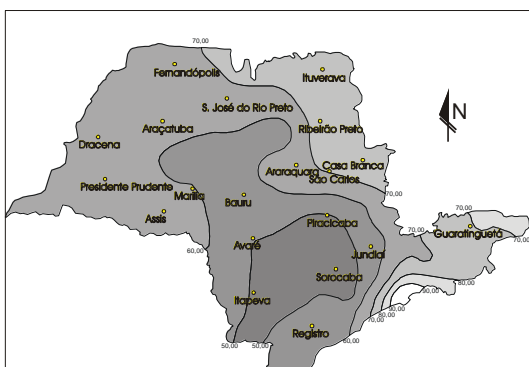 70,00
Fernandópolis
Ituverava
S. José do Rio Preto
Araçatuba
Ribeirão Preto
Dracena
Araraquara
Casa Branca
São Carlos
Presidente Prudente
Marília
Bauru
70,00
Assis
Piracicaba
70,00
Guaratinguetá
70,00
70,00
Avaré
Jundiaí
60,00
Sorocaba
80,00
90,00
Itapeva
90,00
80,00
70,00
Registro
60,00
50,00
50,00
N